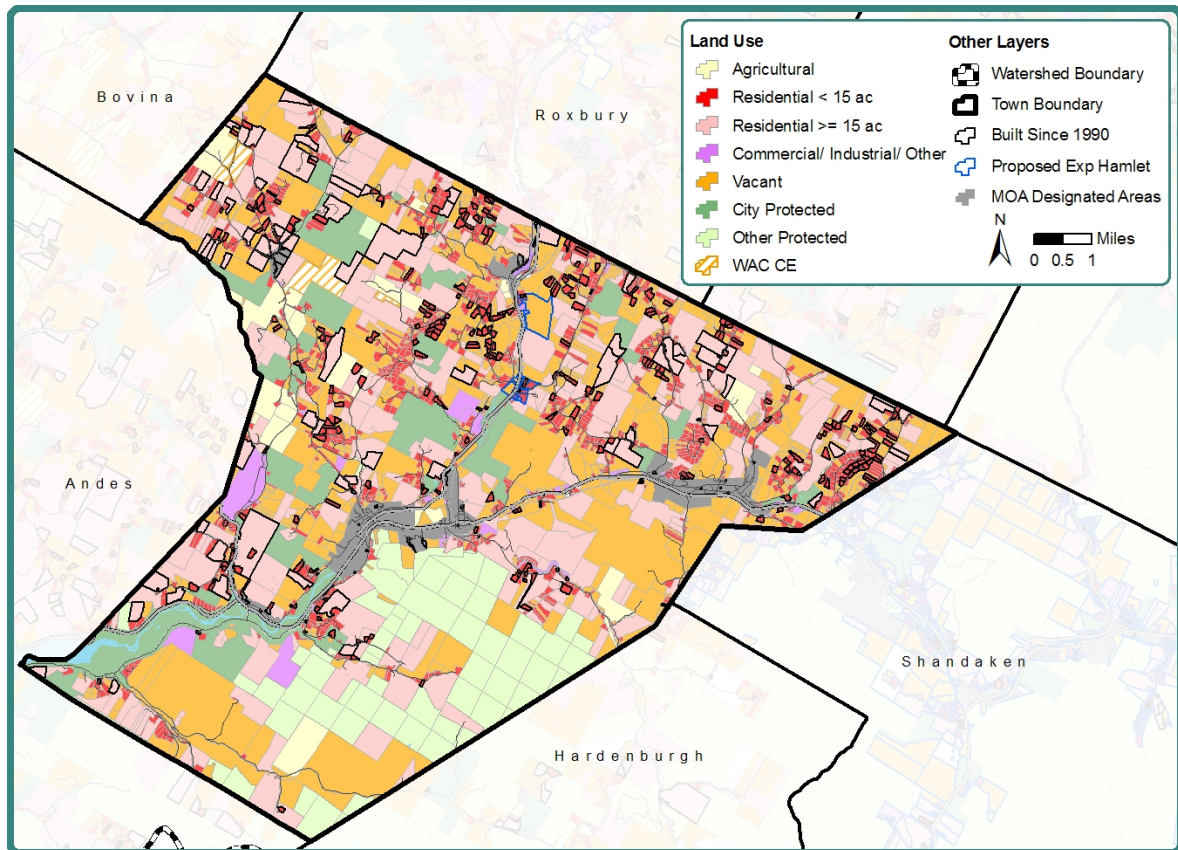 Bovina
Roxbury
Andes
Shandaken
Hardenburgh
Land Use
Agricultural
Residential < 15 ac
Residential >= 15 ac
Commercial/ Industrial/ Other
Vacant
City Protected
Other Protected
WAC CE
Other Layers
Watershed Boundary
Town Boundary
Built Since 1990
Proposed Exp Hamlet
MOA Designated Areas
N
Miles
0 0.5 1